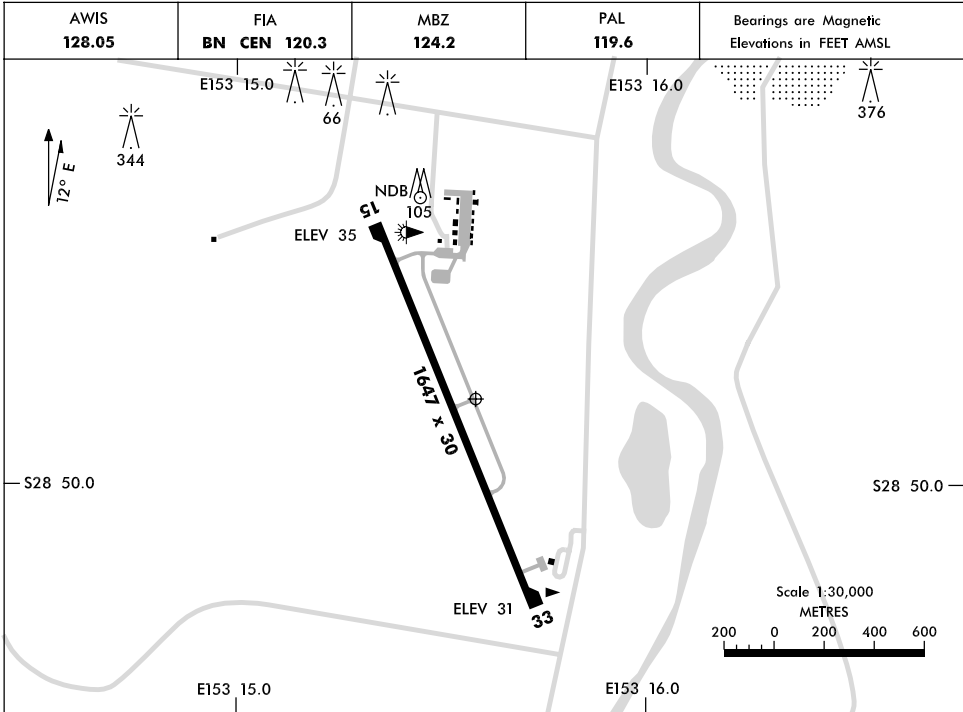 AWIS
128.05
FIA
BN CEN 120.3
MBZ
124.2
PAL
119.6
Bearings are Magnetic
Elevations in FEET AMSL
E153 15.0
E153 16.0
66
376
344
12° E
NDB
105
15
ELEV 35
1647 x 30
S28 50.0
S28 50.0
ELEV 31
33
Scale 1:30,000
METRES
200 0 200 400 600
E153 15.0
E153 16.0